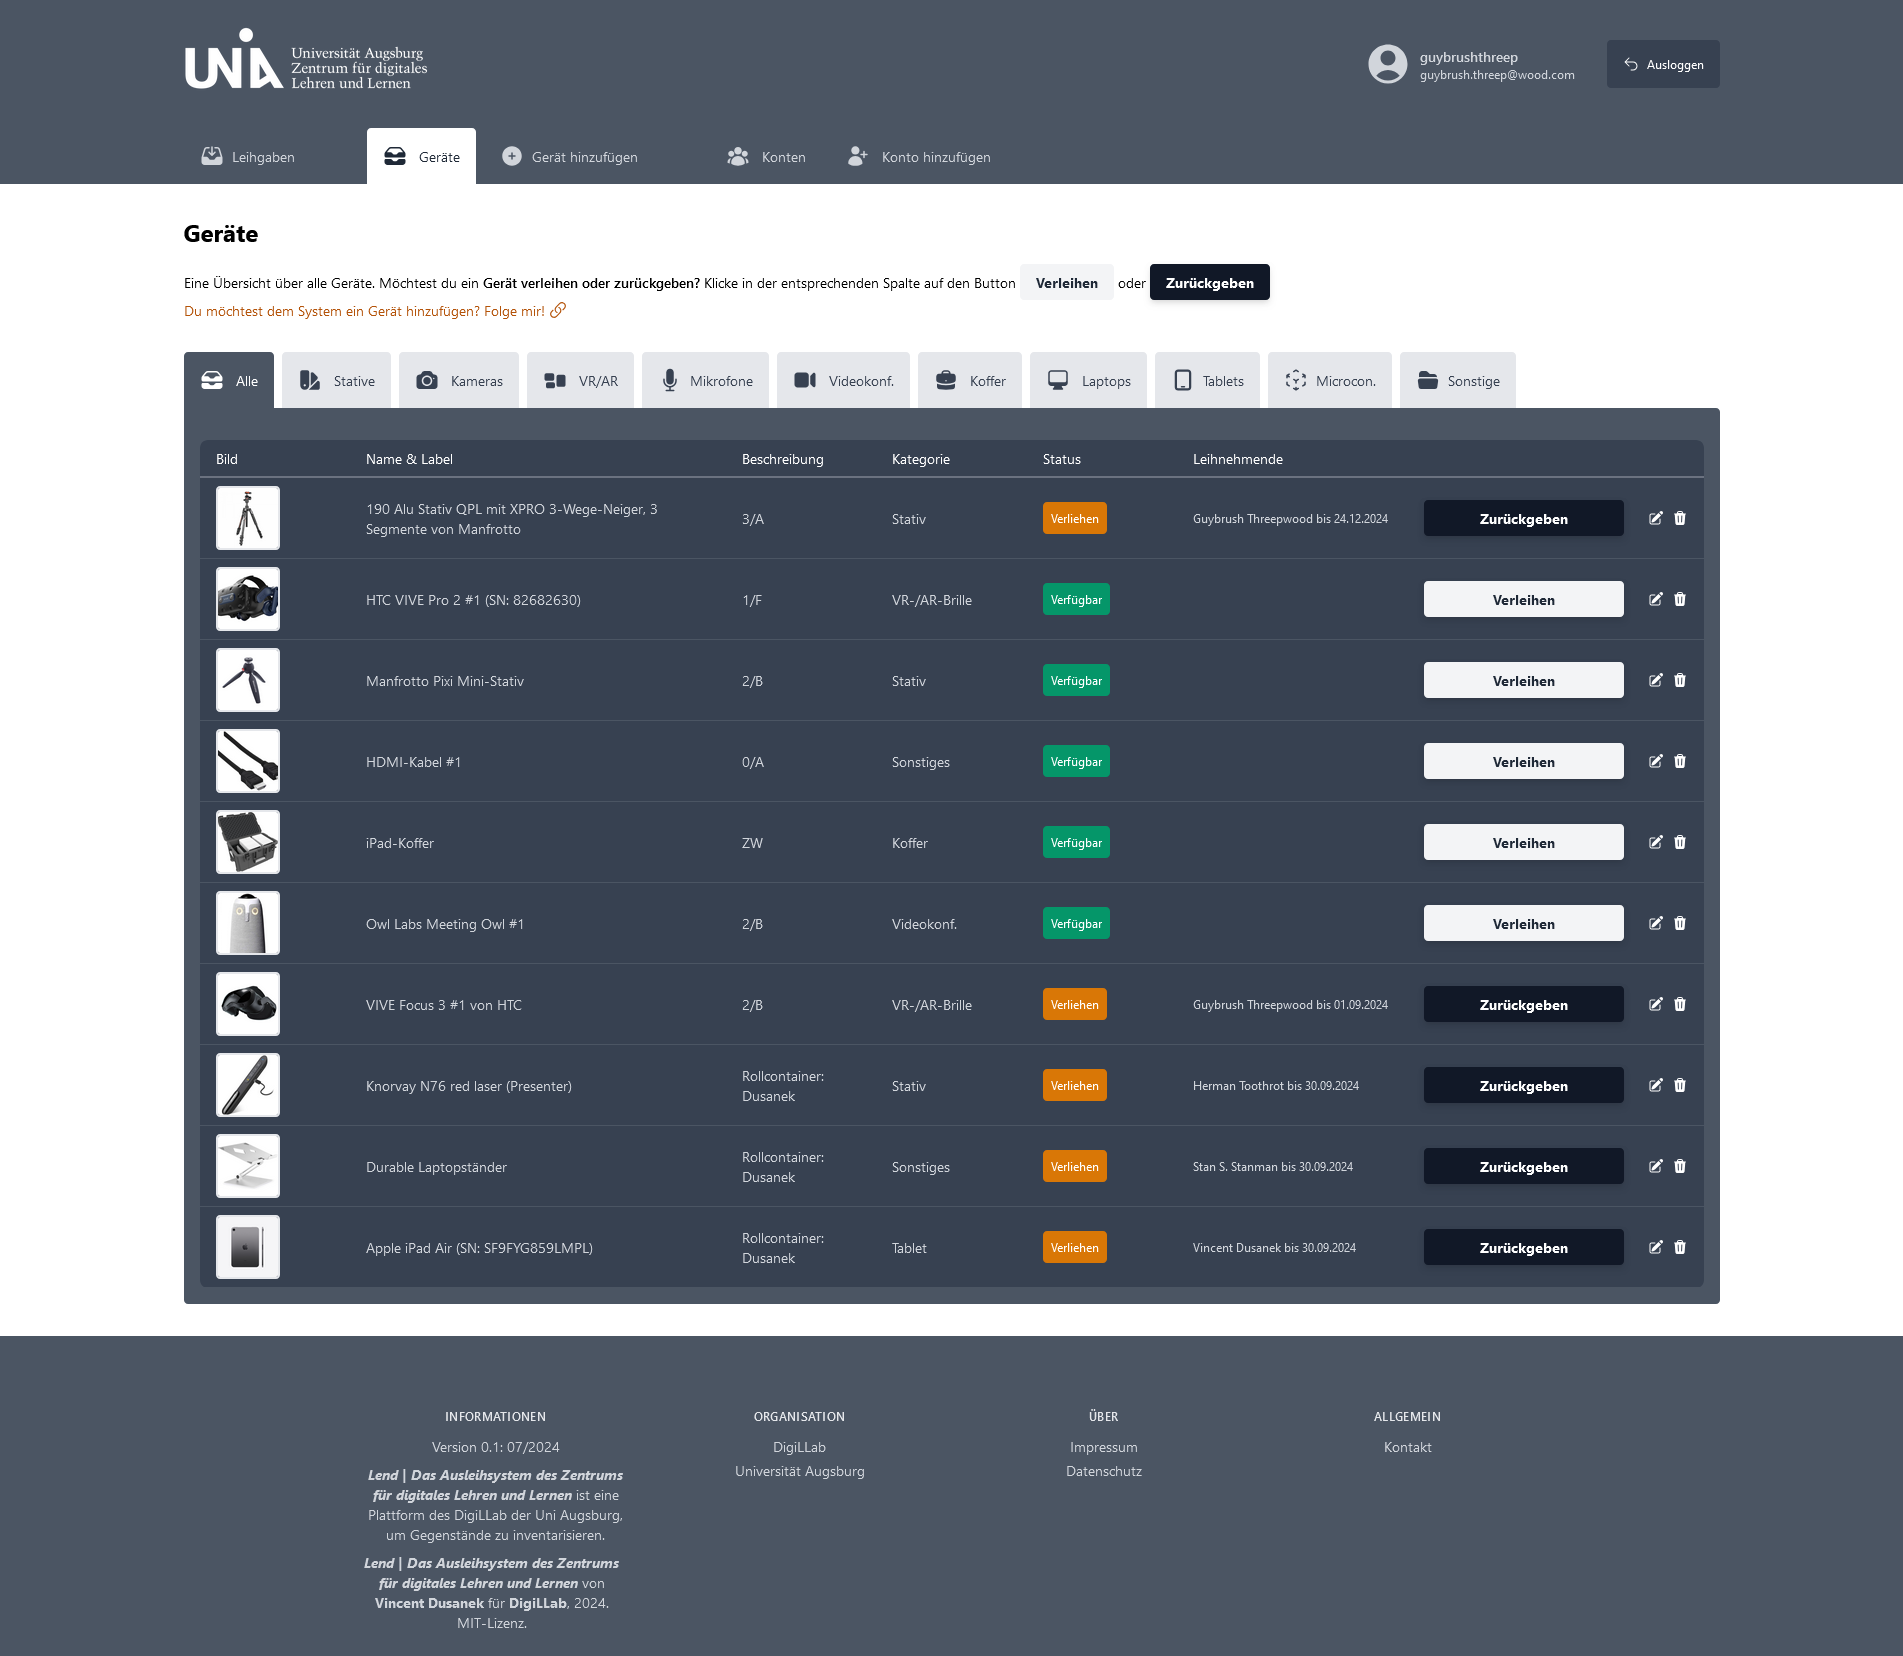 UNIA
Universität Augsburg
Zentrum für digitales
Lehren und Lernen
guybrushthreep
guybrush.threep@wood.com
Ausloggen
Leihgaben
Geräte
Gerät hinzufügen
Konten
Konto hinzufügen
Geräte
Eine Übersicht über alle Geräte. Möchtest du ein Gerät verleihen oder zurückgeben? Klicke in der entsprechenden Spalte auf den Button Verleihen oder Zurückgeben
Du möchtest dem System ein Gerät hinzufügen? Folge mir!
Alle
Stative
Kameras
VR/AR
Mikrofone
Videokonf.
Koffer
Laptops
Tablets
Microcon.
Sonstige
Bild Name & Label Beschreibung Kategorie Status Leihnehmende
190 Alu Stativ QPL mit XPRO 3-Wege-Neiger, 3
Segmente von Manfrotto
3/A Stativ Verliehen Guybrush Threepwood bis 24.12.2024 Zurückgeben
HTC VIVE Pro 2 #1 (SN: 82682630) 1/F VR-/AR-Brille Verfügbar Verleihen
Manfrotto Pixi Mini-Stativ 2/B Stativ Verfügbar Verleihen
HDMI-Kabel #1 0/A Sonstiges Verfügbar Verleihen
iPad-Koffer ZW Koffer Verfügbar Verleihen
Owl Labs Meeting Owl #1 2/B Videokonf. Verfügbar Verleihen
VIVE Focus 3 #1 von HTC 2/B VR-/AR-Brille Verliehen Guybrush Threepwood bis 01.09.2024 Zurückgeben
Knorvay N76 red laser (Presenter)
Rollcontainer:
Dusanek
Stativ Verliehen Herman Toothrot bis 30.09.2024 Zurückgeben
Durable Laptopständer
Rollcontainer:
Dusanek
Sonstiges Verliehen Stan S. Stanman bis 30.09.2024 Zurückgeben
Apple iPad Air (SN: SF9FYG859LMPL)
Rollcontainer:
Dusanek
Tablet Verliehen Vincent Dusanek bis 30.09.2024 Zurückgeben
INFORMATIONEN
Version 0.1: 07/2024
Lend | Das Ausleihsystem des Zentrums
für digitales Lehren und Lernen ist eine
Plattform des DigiLLab der Uni Augsburg,
um Gegenstände zu inventarisieren.
Lend | Das Ausleihsystem des Zentrums
für digitales Lehren und Lernen von
Vincent Dusanek für DigiLLab, 2024.
MIT-Lizenz.
ORGANISATION
DigiLLab
Universität Augsburg
ÜBER
Impressum
Datenschutz
ALLGEMEIN
Kontakt